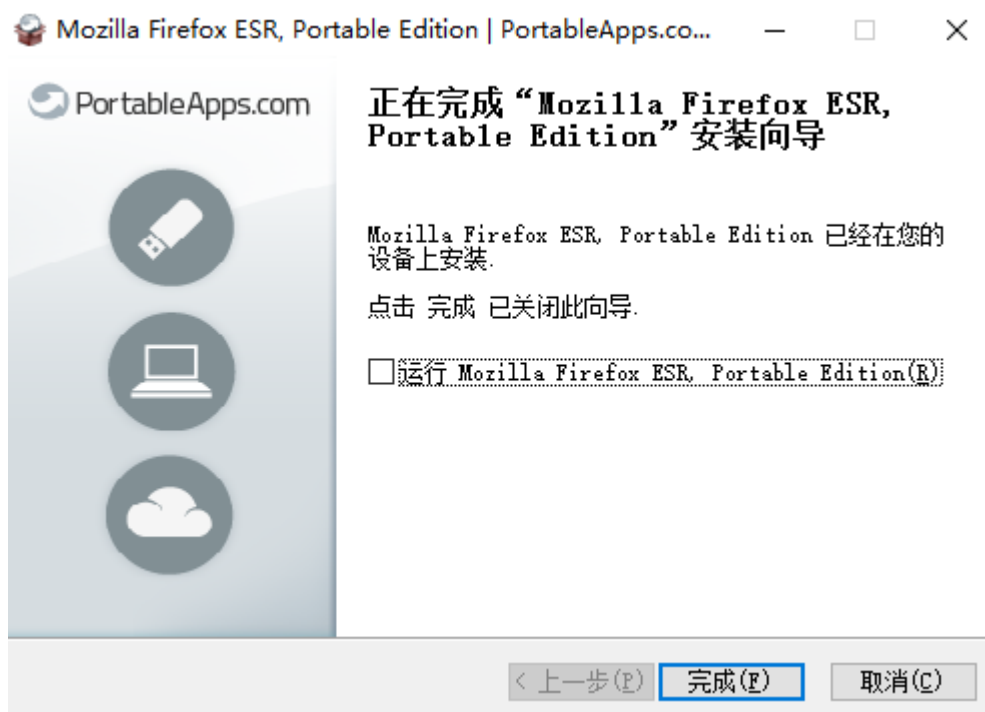 Mozilla Firefox ESR, Portable Edition | PortableApps.co...
PortableApps.com
正在完成“Mozilla Firefox ESR,
Portable Edition”安装向导
Mozilla Firefox ESR, Portable Edition 已经在您的
设备上安装.
点击 完成 已关闭此向导.
运行 Mozilla Firefox ESR, Portable Edition(R)
< 上一步(P) 完成(F) 取消(C)